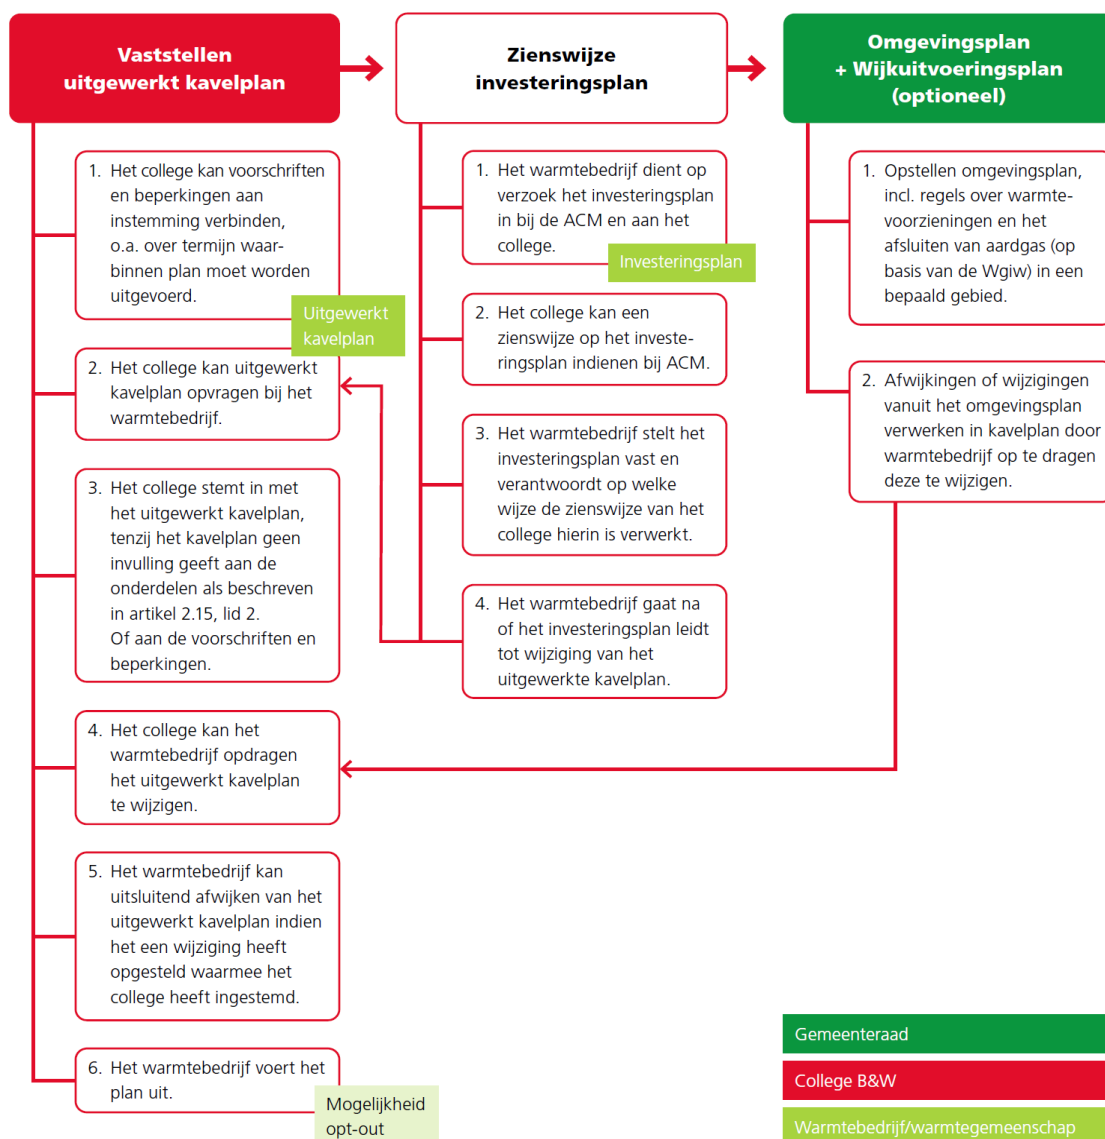 Vaststellen
uitgewerkt kavelplan
1. Het college kan voorschriften
en beperkingen aan
instemming verbinden,
o.a. over termijn waar-
binnen plan moet worden
uitgevoerd.
Uitgewerkt
kavelplan
2. Het college kan uitgewerkt
kavelplan opvragen bij het
warmtebedrijf.
3. Het college stemt in met
het uitgewerkt kavelplan,
tenzij het kavelplan geen
invulling geeft aan de
onderdelen als beschreven
in artikel 2.15, lid 2.
Of aan de voorschriften en
beperkingen.
4. Het college kan het
warmtebedrijf opdragen
het uitgewerkt kavelplan
te wijzigen.
5. Het warmtebedrijf kan
uitsluitend afwijken van het
uitgewerkt kavelplan indien
het een wijziging heeft
opgesteld waarmee het
college heeft ingestemd.
6. Het warmtebedrijf voert het
plan uit.
Mogelijkheid
opt-out
Zienswijze
investeringsplan
1. Het warmtebedrijf dient op
verzoek het investeringsplan
in bij de ACM en aan het
college.
Investeringsplan
2. Het college kan een
zienswijze op het investe-
ringsplan indienen bij ACM.
3. Het warmtebedrijf stelt het
investeringsplan vast en
verantwoordt op welke
wijze de zienswijze van het
college hierin is verwerkt.
4. Het warmtebedrijf gaat na
of het investeringsplan leidt
tot wijziging van het
uitgewerkte kavelplan.
Omgevingsplan
+ Wijkuitvoeringsplan
(optioneel)
1. Opstellen omgevingsplan,
incl. regels over warmte-
voorzieningen en het
afsluiten van aardgas (op
basis van de Wgiw) in een
bepaald gebied.
2. Afwijkingen of wijzigingen
vanuit het omgevingsplan
verwerken in kavelplan door
warmtebedrijf op te dragen
deze te wijzigen.
Gemeenteraad
College B&W
Warmtebedrijf/warmtegemeenschap